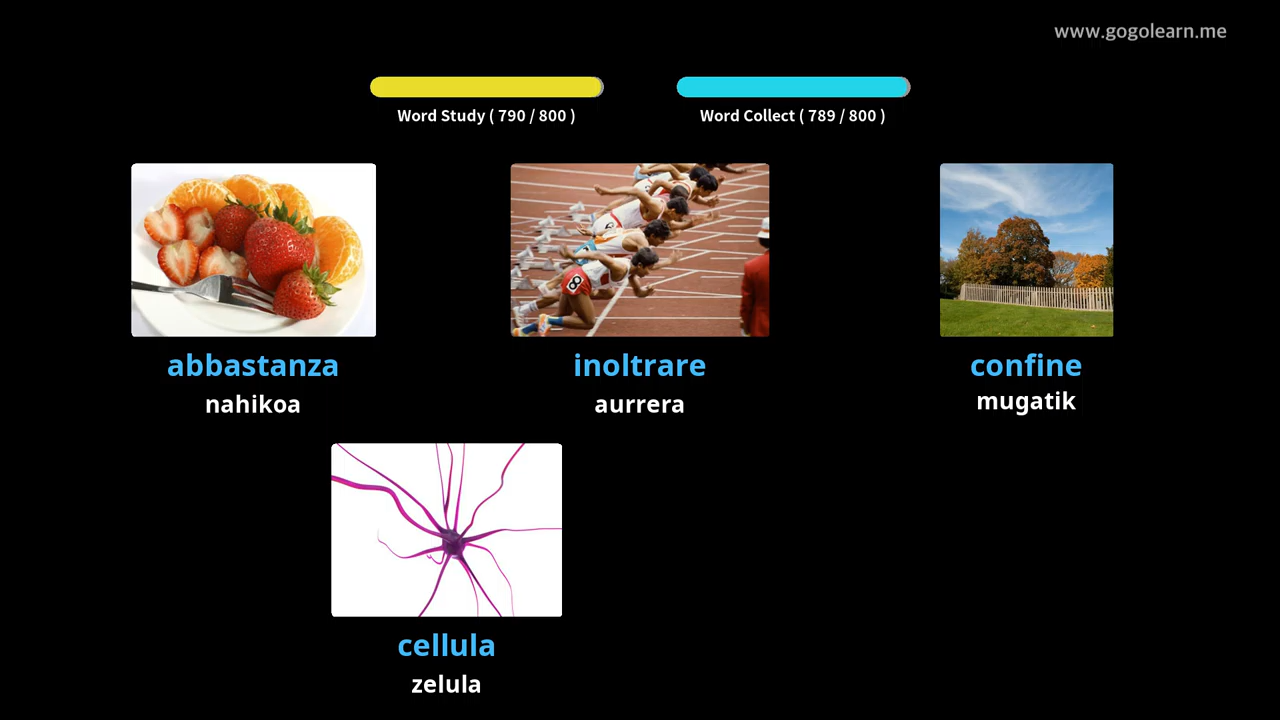 www.gogolearn.me
Word Study ( 790 / 800 )
Word Collect ( 789 / 800 )
abbastanza
nahikoa
inoltrare
aurrera
confine
mugatik
cellula
zelula